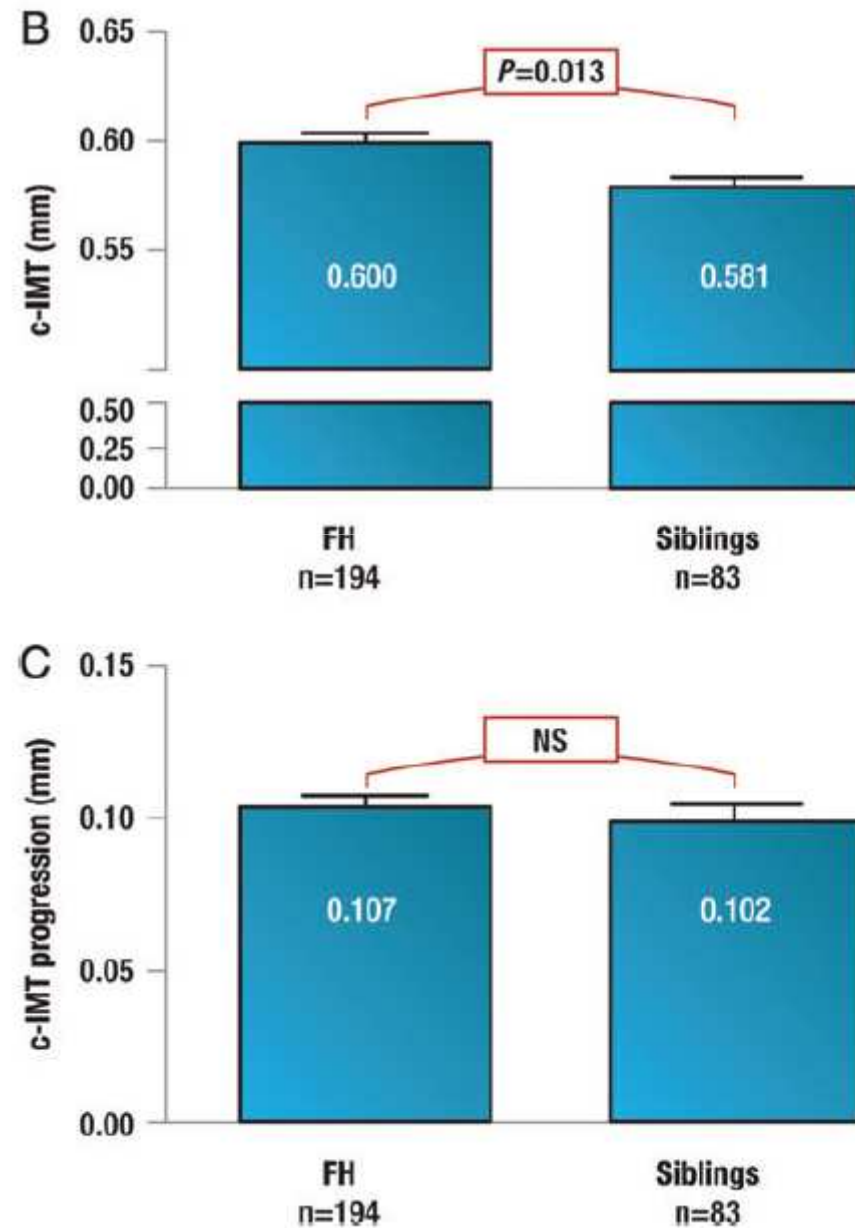 B
0.65
P=0.013
0.60
0.55
c-IMT (mm)
0.600
0.581
0.50
0.25
0.00
FH
Siblings
n=194
n=83
C
0.15
NS
0.10
c-IMT progression (mm)
0.107
0.102
0.05
0.00
FH
Siblings
n=194
n=83